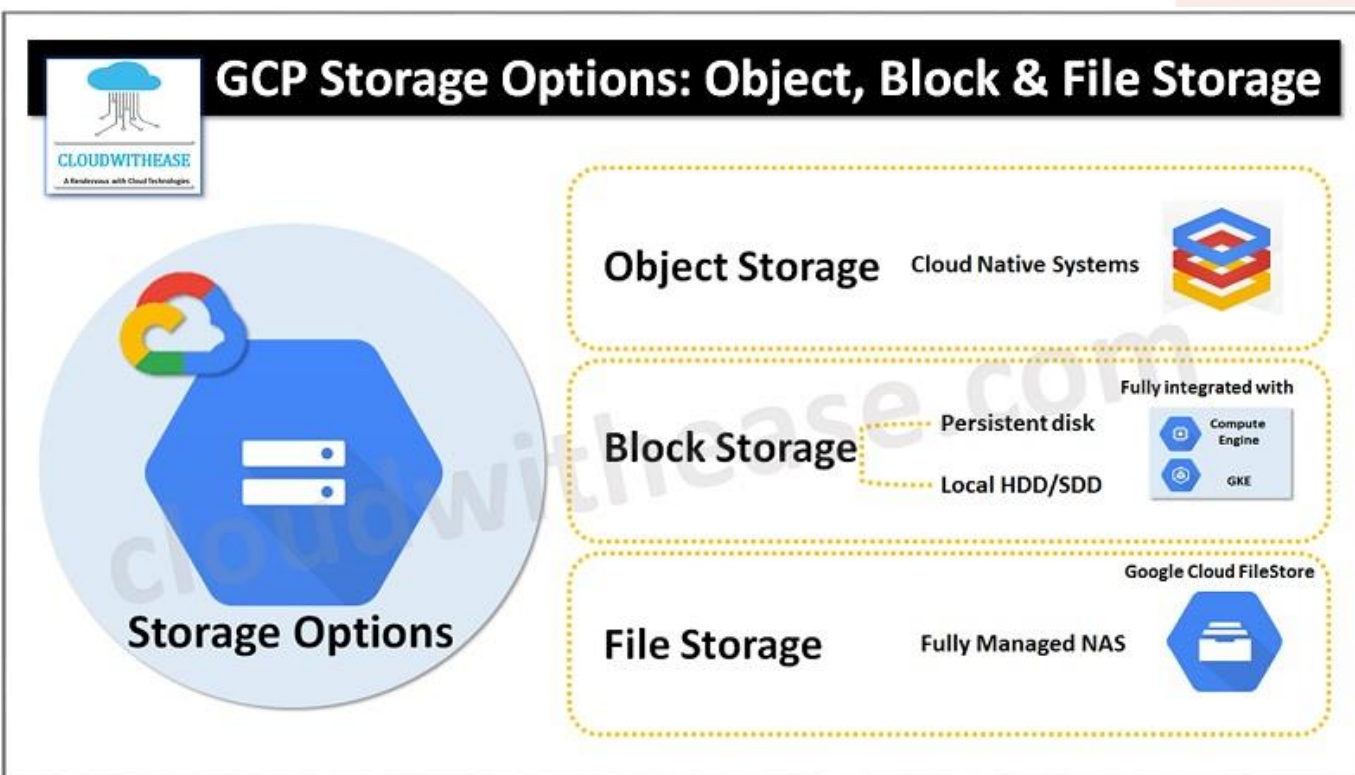 GCP Storage Options: Object, Block & File Storage
CLOUDWITHEASE
A Rendezvous with Cloud Technologies
Storage Options
Object Storage
Cloud Native Systems
Block Storage
Persistent disk
Local HDD/SDD
Fully integrated with
Compute
Engine
GKE
File Storage
Fully Managed NAS
Google Cloud FileStore
cloudwithease.com